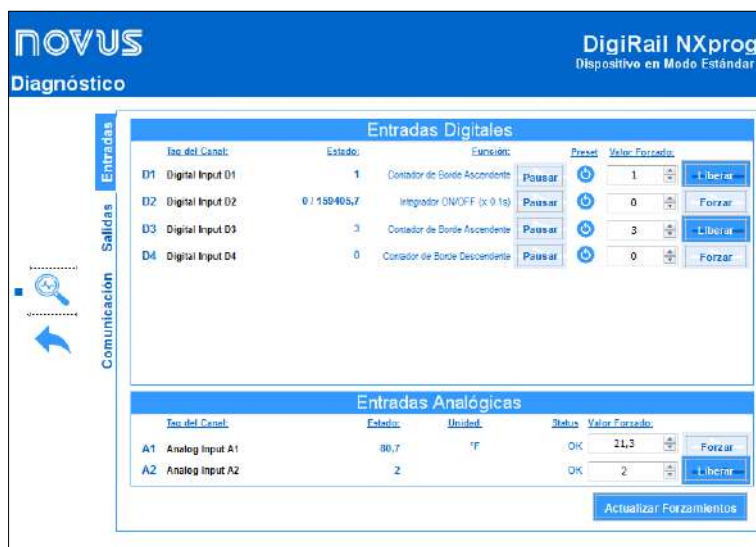 novus
DigiRail NXprog
Dispositivo en Modo Estándar
Diagnóstico
Entradas
Salidas
Comunicación
Entradas Digitales
Tag del Canal: Estado: Función: Preset Valor Forzado:
D1 Digital Input D1 1 Contador de Borde Ascendente Pausar 1 Liberar
D2 Digital Input D2 0 / 159405,7 Integrador ON/OFF (x 0.1s) Pausar 0 Forzar
D3 Digital Input D3 3 Contador de Borde Ascendente Pausar 3 Liberar
D4 Digital Input D4 0 Contador de Borde Descendente Pausar 0 Forzar
Entradas Analógicas
Tag del Canal: Estado: Unidad: Status Valor Forzado:
A1 Analog Input A1 80,7 °F OK 21,3 Forzar
A2 Analog Input A2 2 OK 2 Liberar
Actualizar Forzamientos